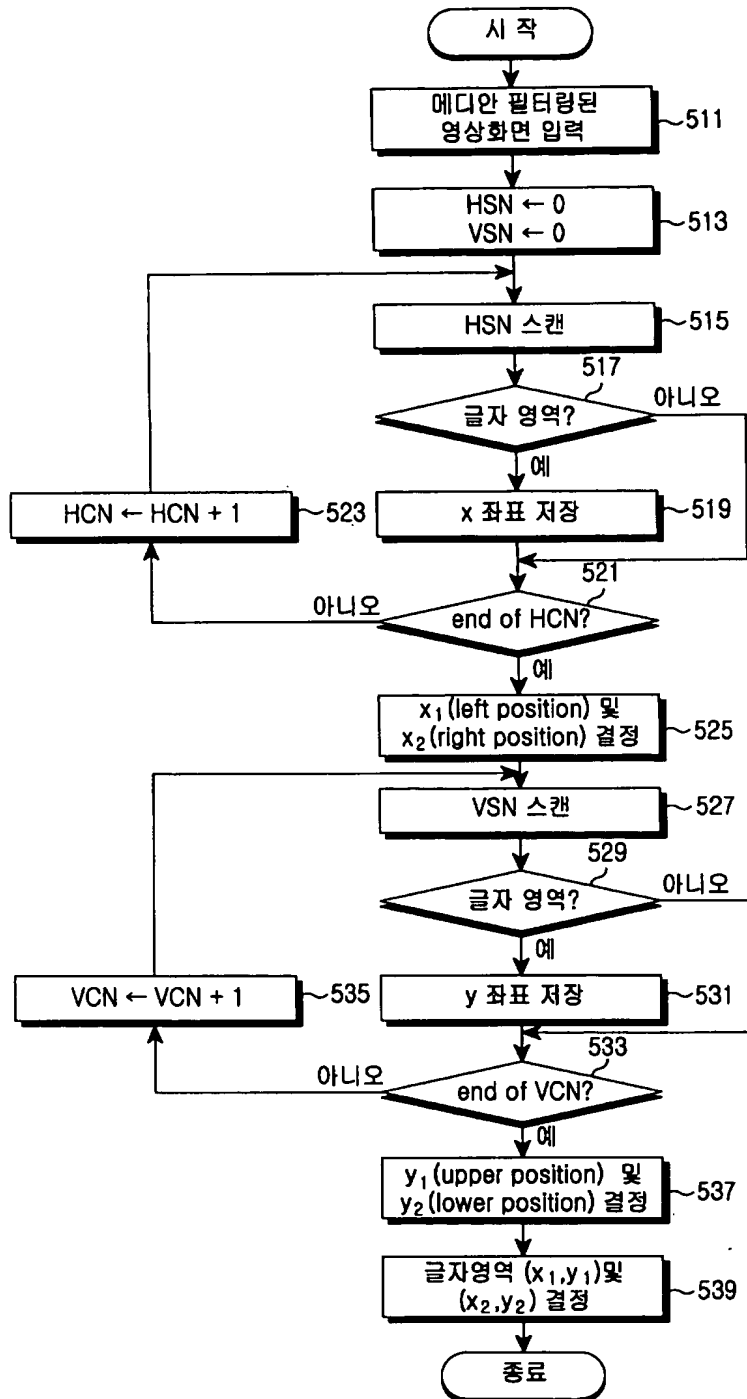 시 작
메디안 필터링된
영상화면 입력
511
HSN ← 0
VSN ← 0
513
HSN 스캔
515
517
글자 영역?
아니오
예
x 좌표 저장
519
HCN ← HCN + 1
523
521
end of HCN?
아니오
예
x₁(left position) 및
x₂(right position) 결정
525
VSN 스캔
527
529
글자 영역?
아니오
예
y 좌표 저장
531
VCN ← VCN + 1
535
533
end of VCN?
아니오
예
y₁(upper position) 및
y₂(lower position) 결정
537
글자영역 (x₁,y₁)및
(x₂,y₂) 결정
539
종료